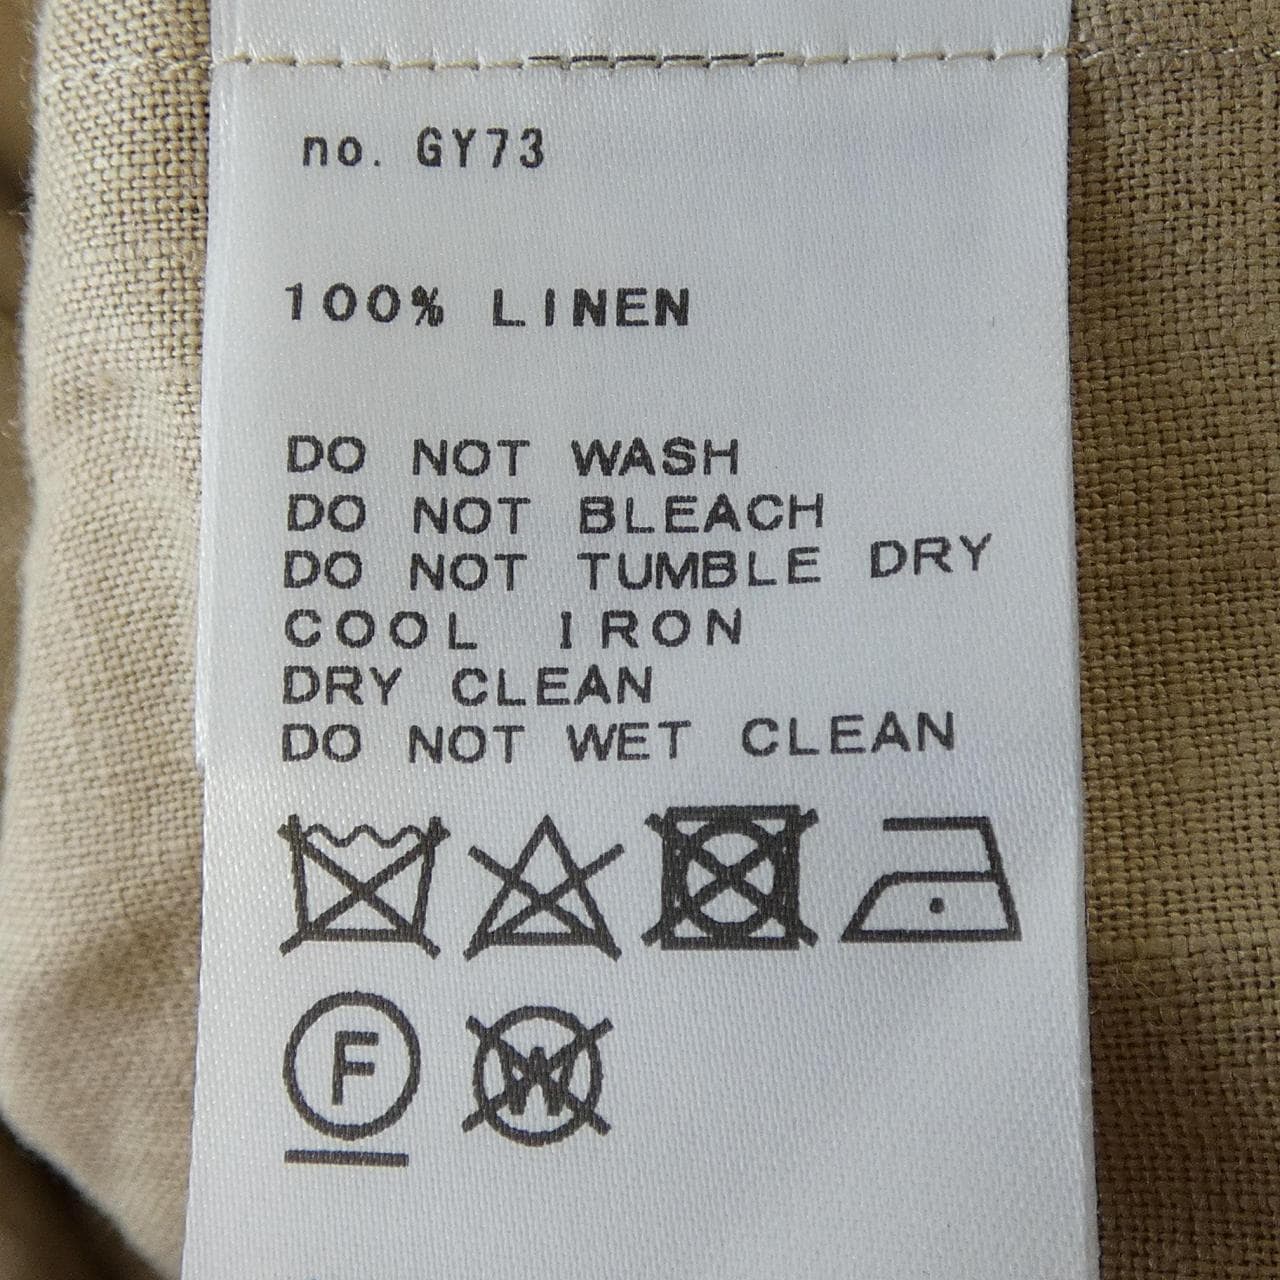 no. GY73
100% LINEN
DO NOT WASH
DO NOT BLEACH
DO NOT TUMBLE DRY
COOL IRON
DRY CLEAN
DO NOT WET CLEAN
F W